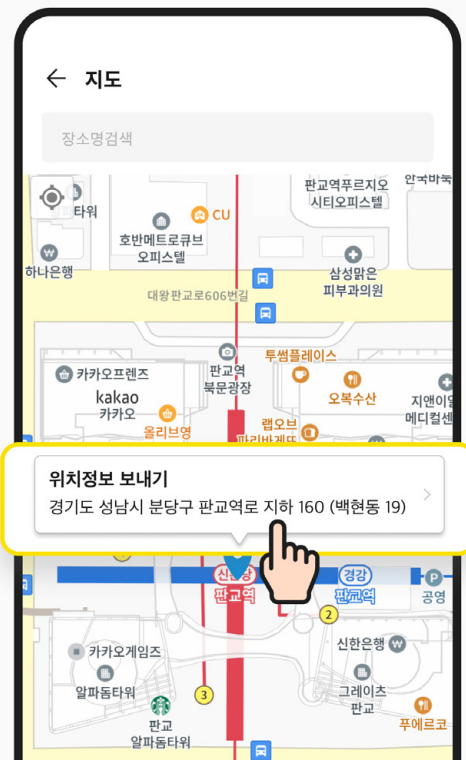 지도
장소명검색
판교역푸르지오
시티오피스텔
타워
CU
호반메트로큐브
오피스텔
하나은행
삼성맑은
피부과의원
대왕판교로606번길
카카오프렌즈
판교역
북문광장
투썸플레이스
kakao
카카오
오복수산
지앤이
메디컬센
올리브영
랩오브
파리바게뜨
위치정보 보내기
경기도 성남시 분당구 판교역로 지하 160 (백현동 19)
판교역
경강
판교역
P
공영
2
카카오게임즈
신한은행
알파돔타워
3
그레이츠
판교
판교
알파돔타워
푸에르코